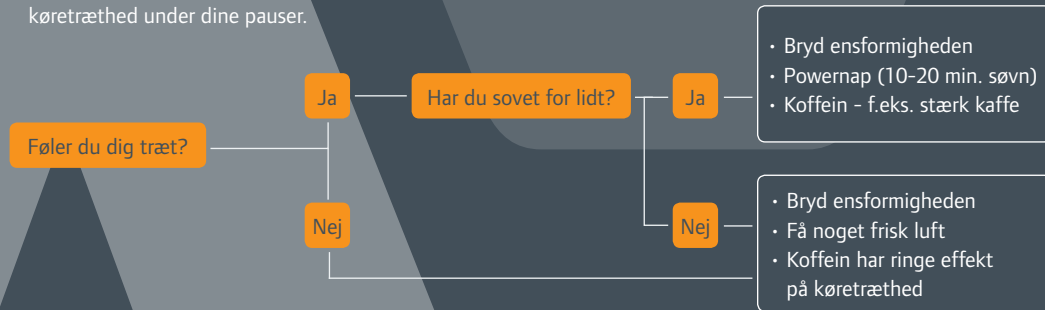 køretræthed under dine pauser.
Føler du dig træt?
Ja
Har du sovet for lidt?
Ja
• Bryd ensformigheden
• Powernap (10-20 min. søvn)
• Koffein - f.eks. stærk kaffe
Nej
Nej
• Bryd ensformigheden
• Få noget frisk luft
• Koffein har ringe effekt
på køretræthed